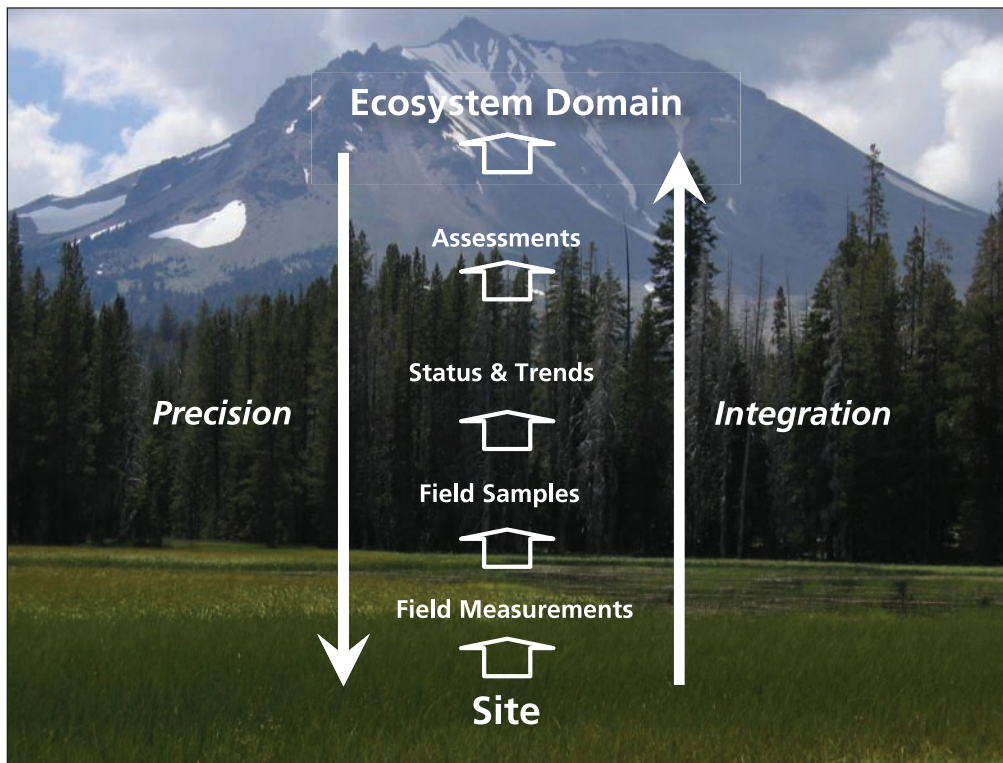 Ecosystem Domain
Assessments
Status & Trends
Precision
Integration
Field Samples
Field Measurements
Site